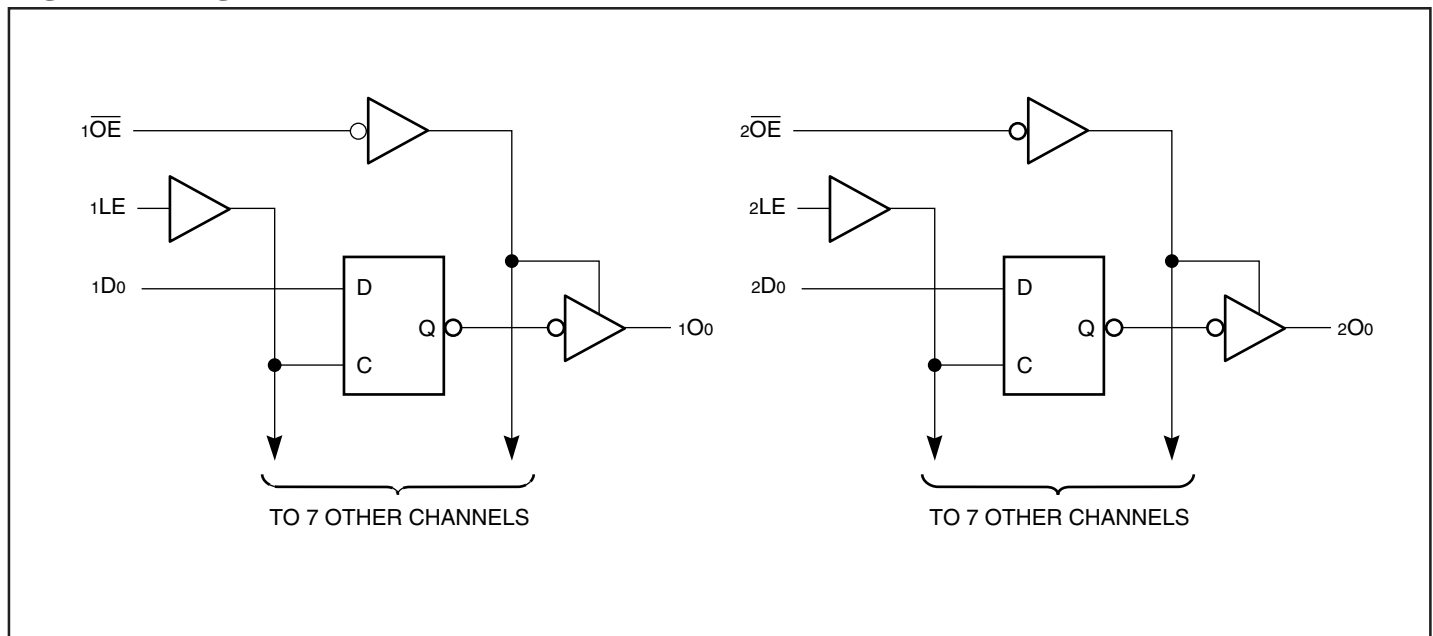 1OE
1LE
1D0
D
Q
C
1O0
TO 7 OTHER CHANNELS
2OE
2LE
2D0
D
Q
C
2O0
TO 7 OTHER CHANNELS